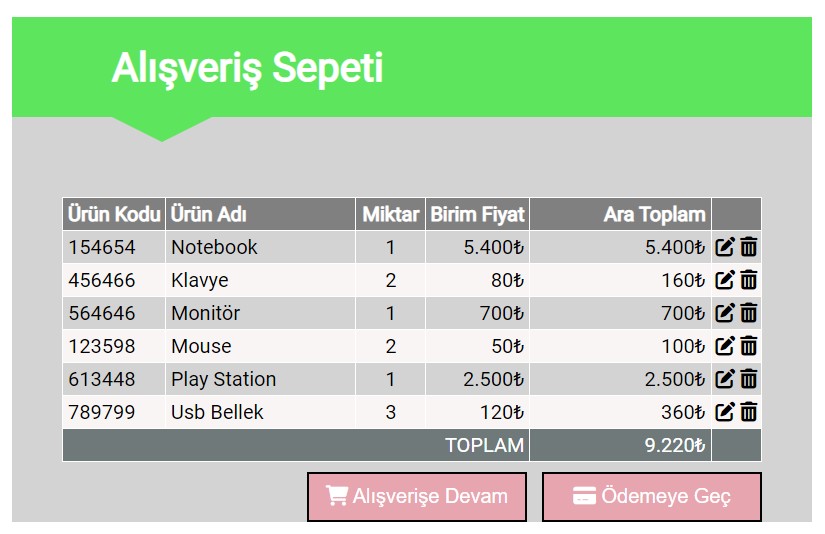 Alışveriş Sepeti
Ürün Kodu Ürün Adı Miktar Birim Fiyat Ara Toplam
154654 Notebook 1 5.400₺ 5.400₺
456466 Klavye 2 80₺ 160₺
564646 Monitör 1 700₺ 700₺
123598 Mouse 2 50₺ 100₺
613448 Play Station 1 2.500₺ 2.500₺
789799 Usb Bellek 3 120₺ 360₺
TOPLAM 9.220₺
Alışverişe Devam Ödemeye Geç